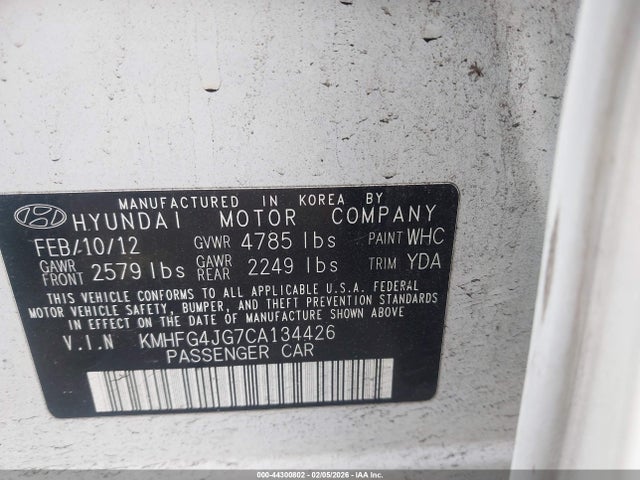 MANUFACTURED IN KOREA BY
HYUNDAI MOTOR COMPANY
FEB/10/12 GVWR 4785 lbs PAINT WHC
GAWR FRONT 2579 lbs GAWR REAR 2249 lbs TRIM YDA
THIS VEHICLE CONFORMS TO ALL APPLICABLE U.S.A. FEDERAL
MOTOR VEHICLE SAFETY, BUMPER, AND THEFT PREVENTION STANDARDS
IN EFFECT ON THE DATE OF MANUFACTURE SHOWN ABOVE
V.I.N KMHFG4JG7CA134426
PASSENGER CAR
000-44300802 - 02/05/2026 - IAA Inc.